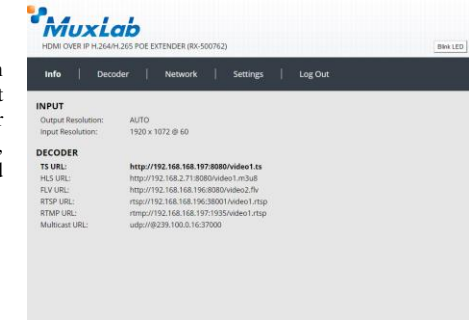 MuxLab
HDMI OVER IP H.264/H.265 POE EXTENDER (RX-500762)
Blink LED
Info | Decoder | Network | Settings | Log Out
INPUT
Output Resolution: AUTO
Input Resolution: 1920 x 1072 @ 60
DECODER
TS URL: http://192.168.168.197:8080/video1.ts
HLS URL: http://192.168.2.71:8080/video1.m3u8
FLV URL: http://192.168.168.196:8080/video2.flv
RTSP URL: rtsp://192.168.168.196:38001/video1.rtsp
RTMP URL: rtmp://192.168.168.197:1935/video1.rtsp
Multicast URL: udp://@239.100.0.16:37000